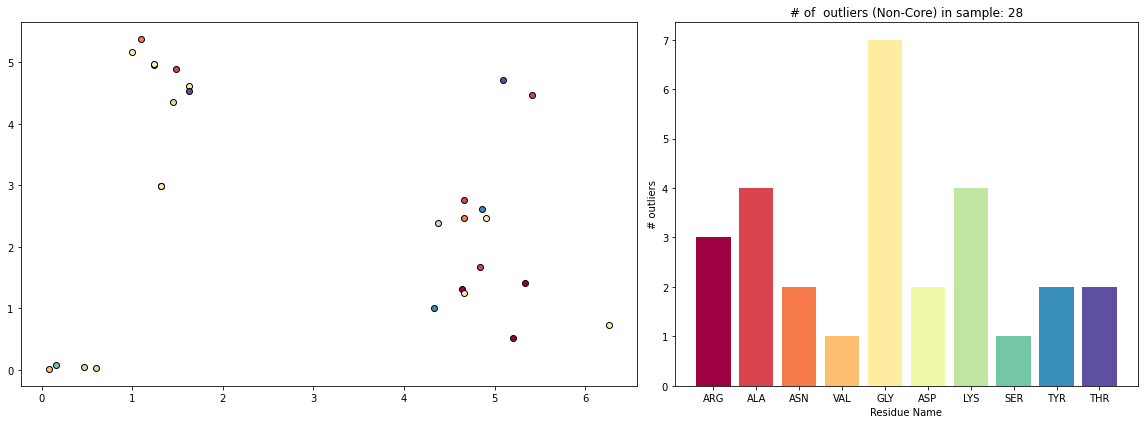 # of  outliers (Non-Core) in sample: 28
5
4
3
2
1
0
0 1 2 3 4 5 6
# outliers
7
6
5
4
3
2
1
0
ARG ALA ASN VAL GLY ASP LYS SER TYR THR
Residue Name